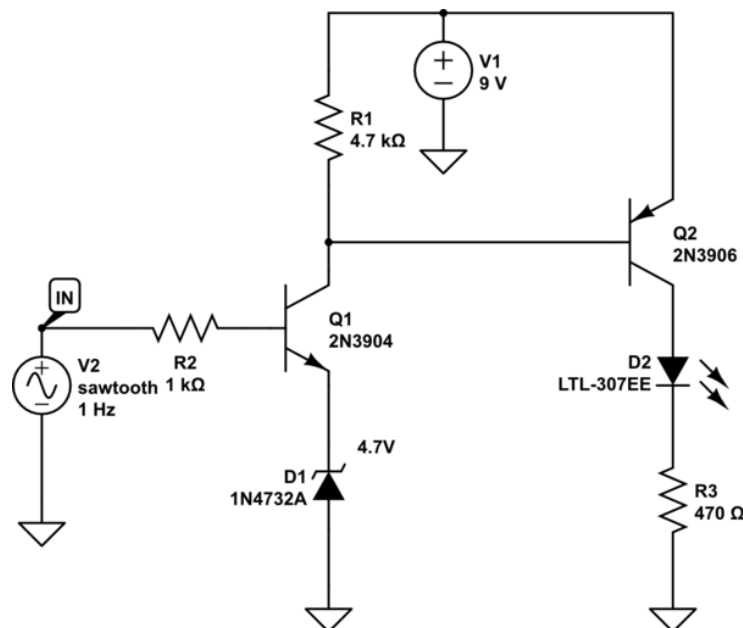 V1
9 V
R1
4.7 kΩ
Q2
2N3906
IN
Q1
2N3904
R2
1 kΩ
V2
sawtooth
1 Hz
D2
LTL-307EE
4.7V
D1
1N4732A
R3
470 Ω